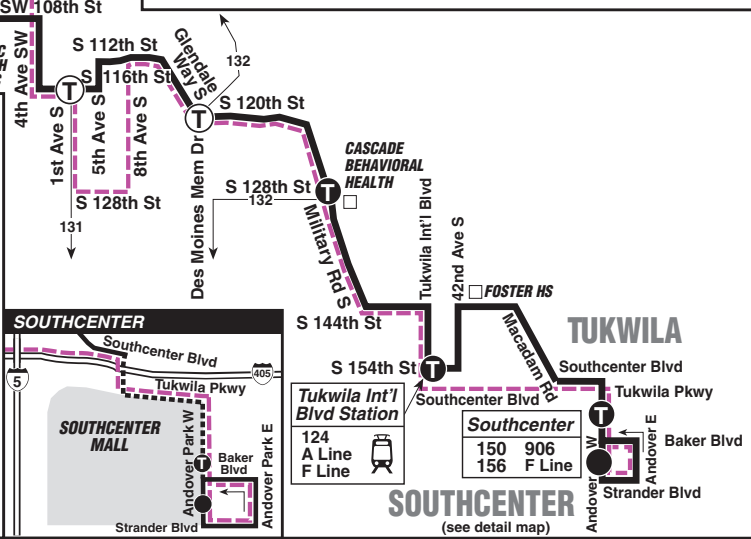 SW 108th St
4th Ave SW
S 112th St
S 116th St
Glendale
Way S
132
T
1st Ave S
5th Ave S
8th Ave S
S 128th St
131
T
S 120th St
Des Moines Mem Dr
CASCADE
BEHAVIORAL
HEALTH
S 128th St
T
132
Military Rd S
Tukwila Int'l Blvd
42nd Ave S
FOSTER HS
S 144th St
Macadam Rd
TUKWILA
S 154th St
T
Southcenter Blvd
Southcenter Blvd
Tukwila Pkwy
T
Tukwila Int'l
Blvd Station
124
A Line
F Line
Southcenter
150 906
156 F Line
Andover W
Andover E
Baker Blvd
Strander Blvd
SOUTHCENTER
(see detail map)
SOUTHCENTER
Southcenter Blvd
5
405
Tukwila Pkwy
SOUTHCENTER
MALL
Andover Park W
T
Baker
Blvd
Andover Park E
Strander Blvd